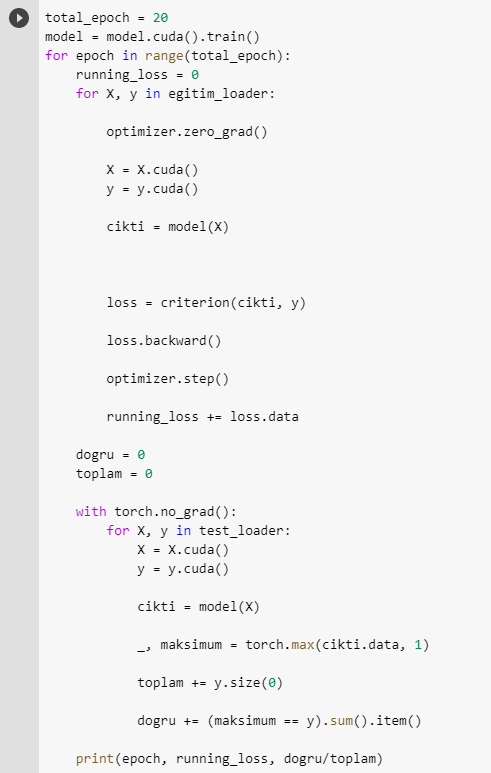 total_epoch = 20
model = model.cuda().train()
for epoch in range(total_epoch):
    running_loss = 0
    for X, y in egitim_loader:
        optimizer.zero_grad()
        X = X.cuda()
        y = y.cuda()
        cikti = model(X)
        loss = criterion(cikti, y)
        loss.backward()
        optimizer.step()
        running_loss += loss.data
    dogru = 0
    toplam = 0
    with torch.no_grad():
        for X, y in test_loader:
            X = X.cuda()
            y = y.cuda()
            cikti = model(X)
            _, maksimum = torch.max(cikti.data, 1)
            toplam += y.size(0)
            dogru += (maksimum == y).sum().item()
    print(epoch, running_loss, dogru/toplam)